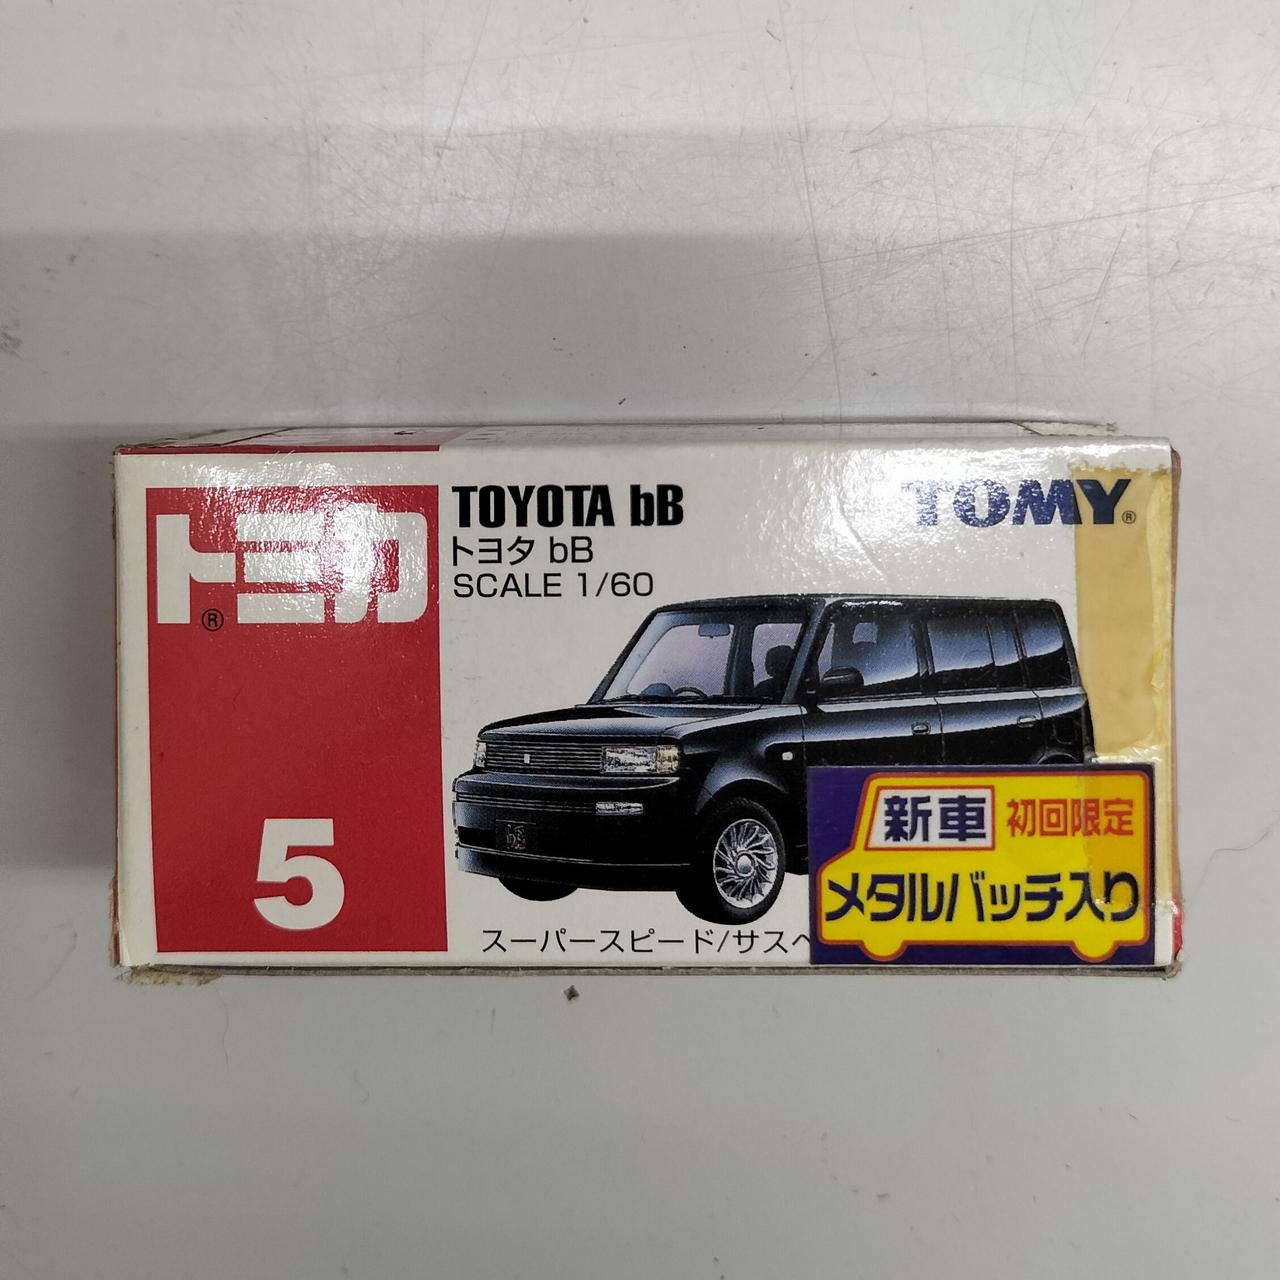 トミカ®
TOYOTA bB
トヨタ bB
SCALE 1/60
TOMY®
5
bB
スーパースピード/サスペ
新車 初回限定
メタルバッチ入り